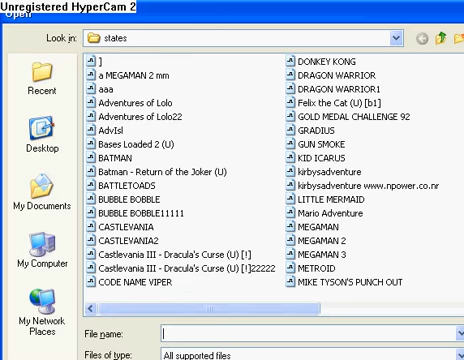 Unregistered HyperCam 2
Open
Look in: states
Recent
Desktop
My Documents
My Computer
My Network
Places
]
a MEGAMAN 2 mm
aaa
Adventures of Lolo
Adventures of Lolo22
AdvIsl
Bases Loaded 2 (U)
BATMAN
Batman - Return of the Joker (U)
BATTLETOADS
BUBBLE BOBBLE
BUBBLE BOBBLE11111
CASTLEVANIA
CASTLEVANIA2
Castlevania III - Dracula's Curse (U) [!]
Castlevania III - Dracula's Curse (U) [!]22222
CODE NAME VIPER
DONKEY KONG
DRAGON WARRIOR
DRAGON WARRIOR1
Felix the Cat (U) [b1]
GOLD MEDAL CHALLENGE 92
GRADIUS
GUN SMOKE
KID ICARUS
kirbysadventure
kirbysadventure www.npower.co.nr
LITTLE MERMAID
Mario Adventure
MEGAMAN
MEGAMAN 2
MEGAMAN 3
METROID
MIKE TYSON'S PUNCH OUT
File name:
Files of type: All supported files